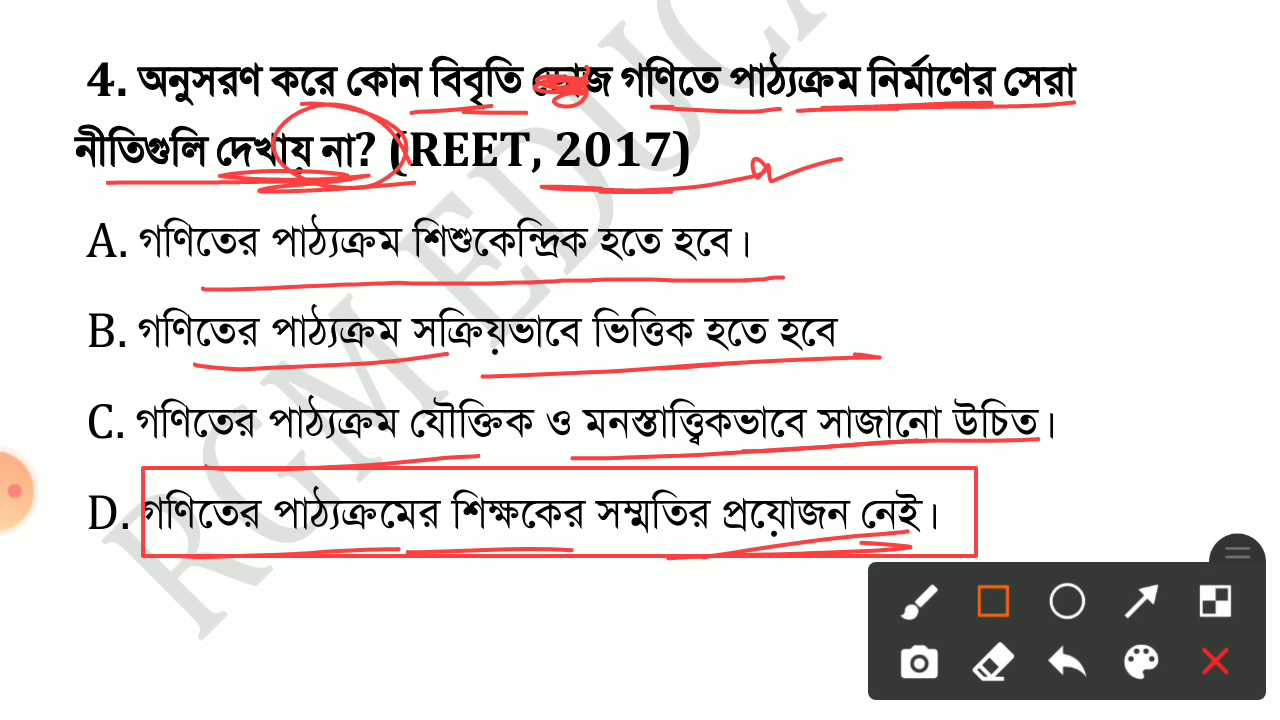 4. অনুসরণ করে কোন বিবৃতি গণিতে পাঠ্যক্রম নির্মাণের সেরা
নীতিগুলি দেখায় না? (REET, 2017)
A. গণিতের পাঠ্যক্রম শিশুকেন্দ্রিক হতে হবে।
B. গণিতের পাঠ্যক্রম সক্রিয়ভাবে ভিত্তিক হতে হবে
C. গণিতের পাঠ্যক্রম যৌক্তিক ও মনস্তাত্ত্বিকভাবে সাজানো উচিত।
D. গণিতের পাঠ্যক্রমের শিক্ষকের সম্মতির প্রয়োজন নেই।